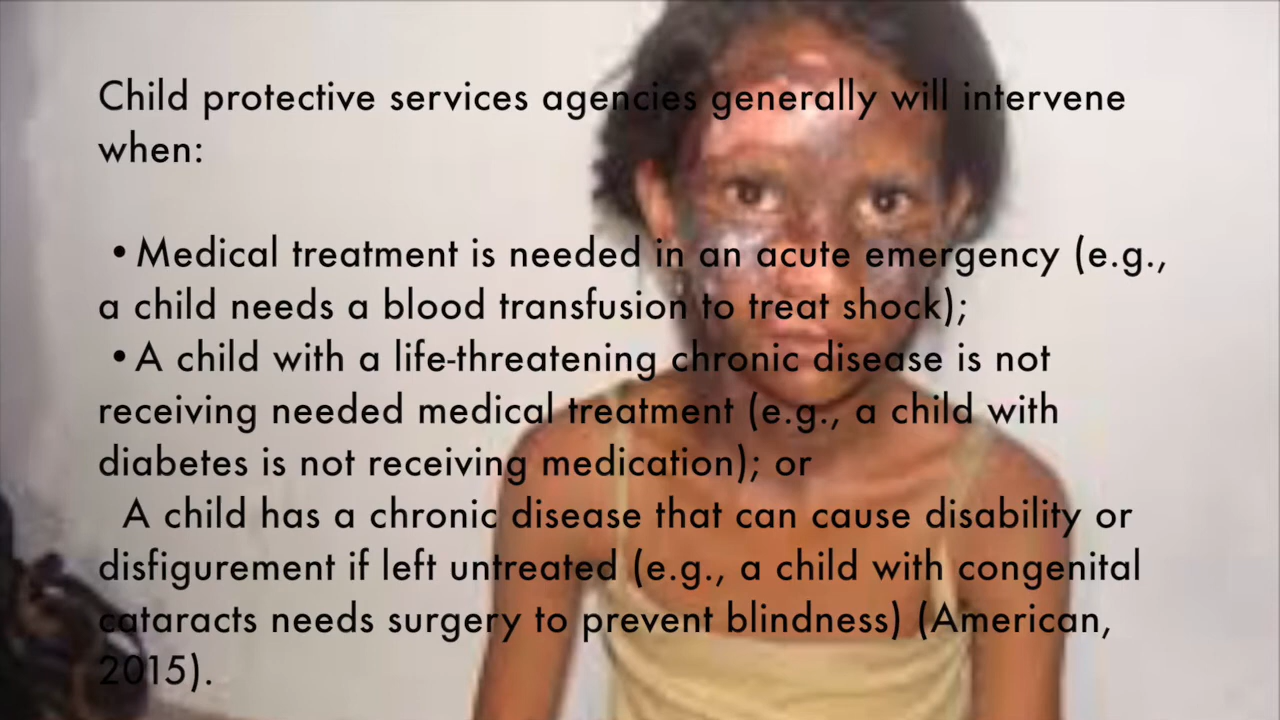 Child protective services agencies generally will intervene
when:
•Medical treatment is needed in an acute emergency (e.g.,
a child needs a blood transfusion to treat shock);
•A child with a life-threatening chronic disease is not
receiving needed medical treatment (e.g., a child with
diabetes is not receiving medication); or
A child has a chronic disease that can cause disability or
disfigurement if left untreated (e.g., a child with congenital
cataracts needs surgery to prevent blindness) (American,
2015).